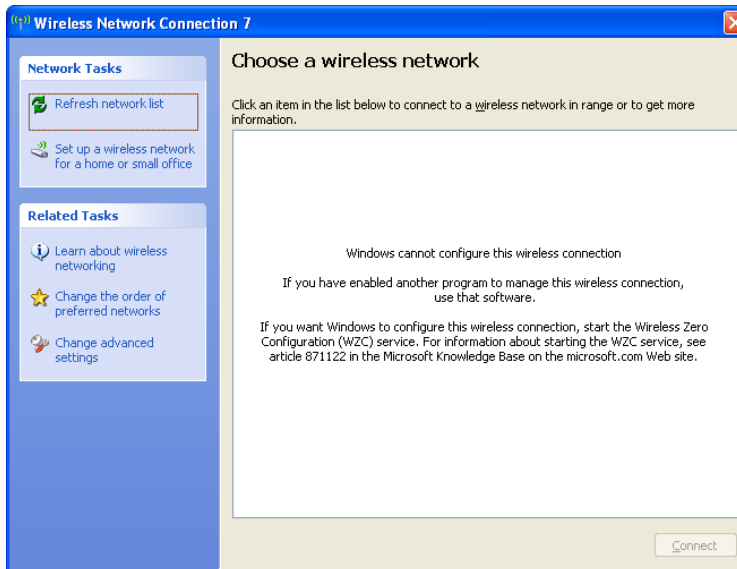 Wireless Network Connection 7
Network Tasks
Refresh network list
Set up a wireless network
for a home or small office
Related Tasks
Learn about wireless
networking
Change the order of
preferred networks
Change advanced
settings
Choose a wireless network
Click an item in the list below to connect to a wireless network in range or to get more
information.
Windows cannot configure this wireless connection
If you have enabled another program to manage this wireless connection,
use that software.
If you want Windows to configure this wireless connection, start the Wireless Zero
Configuration (WZC) service. For information about starting the WZC service, see
article 871122 in the Microsoft Knowledge Base on the microsoft.com Web site.
Connect